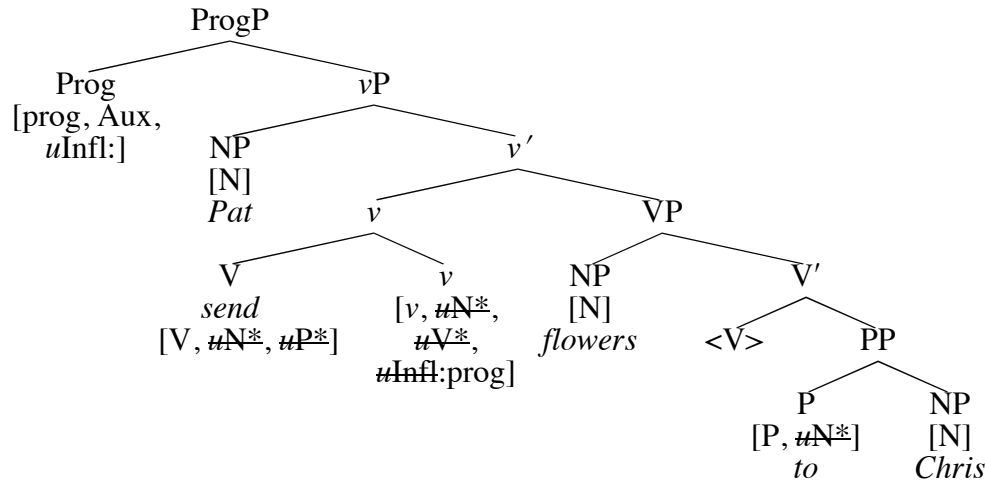 ProgP
Prog vP
[prog, Aux,
uInfl:] NP v′
[N]
Pat v VP
V v NP V′
send [v, uN*, [N]
[V, uN*, uP*] uV*, flowers <V> PP
uInfl:prog]
P NP
[P, uN*] [N]
to Chris